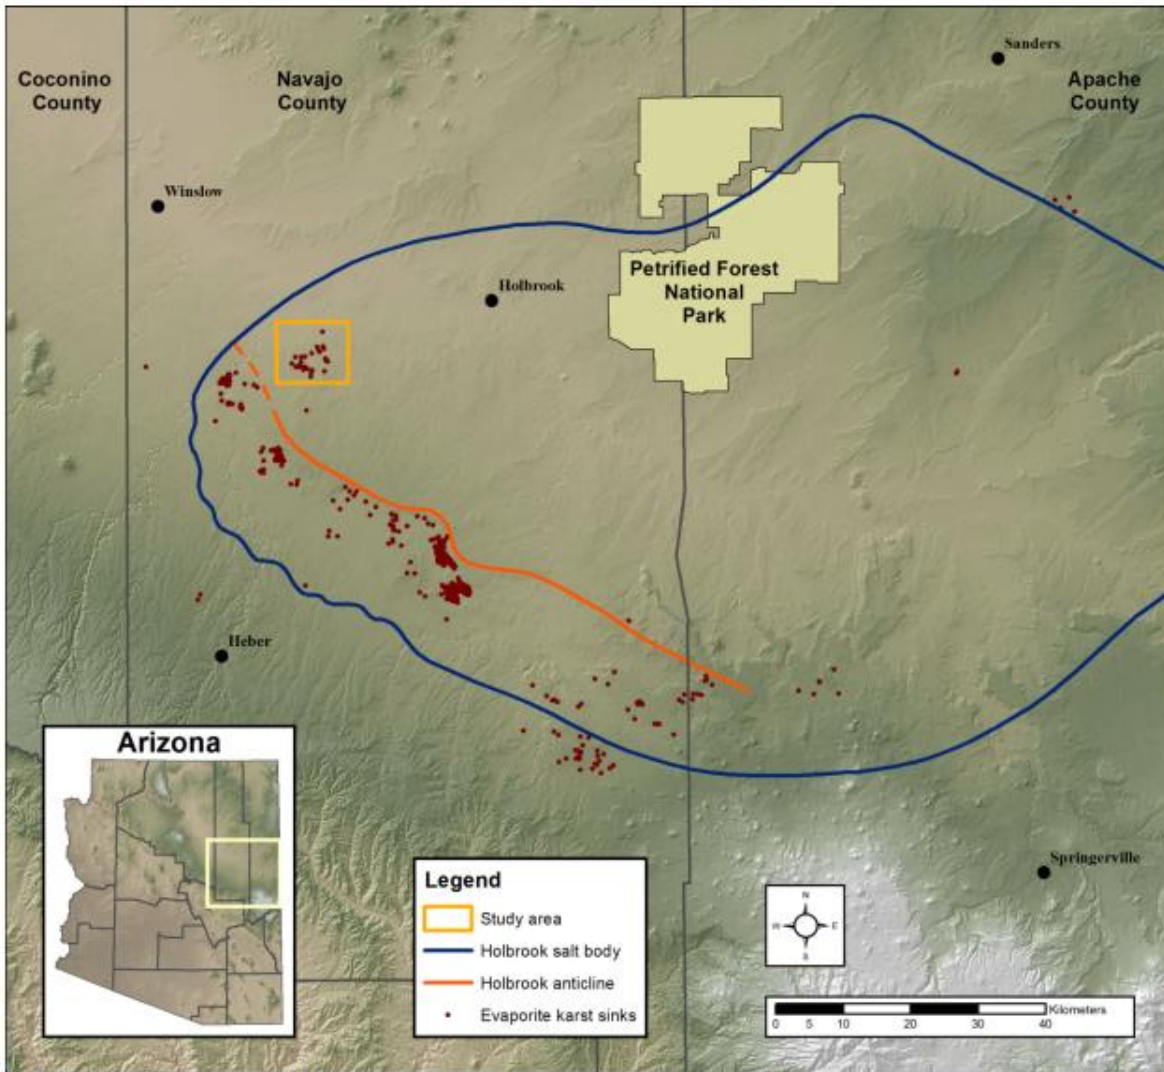 Sanders
Coconino
County
Navajo
County
Apache
County
Winslow
Petrified Forest
National
Park
Holbrook
Heber
Arizona
Springerville
Legend
Study area
Holbrook salt body
Holbrook anticline
Evaporite karst sinks
N
W E
S
Kilometers
0 5 10 20 30 40